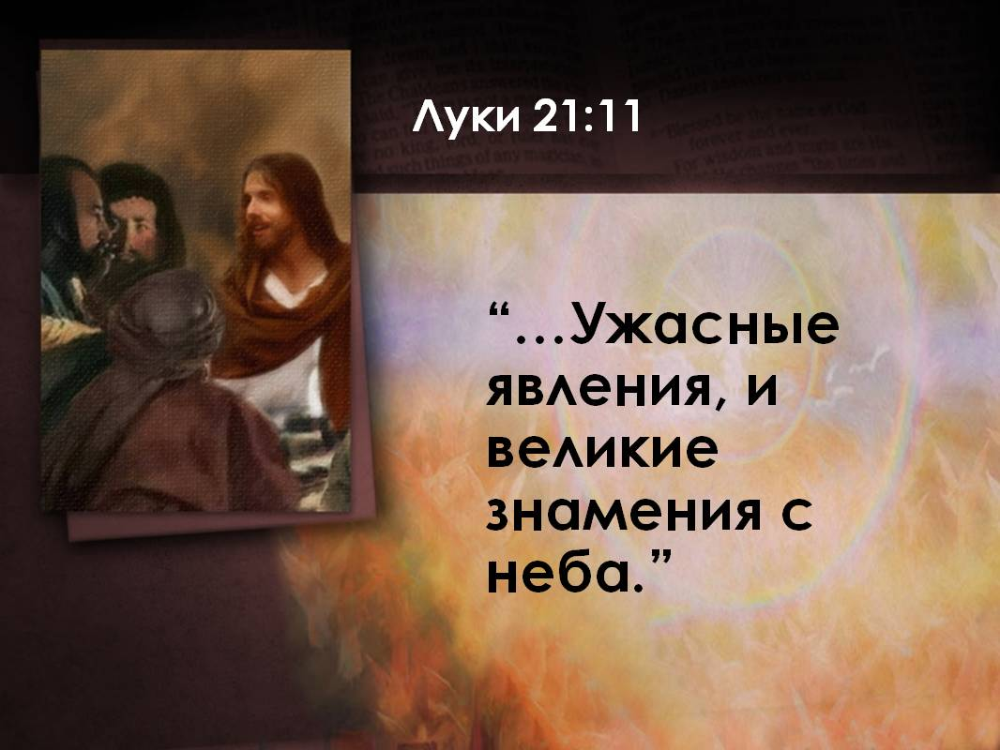 Луки 21:11
“…Ужасные
явления, и
великие
знамения с
неба.”